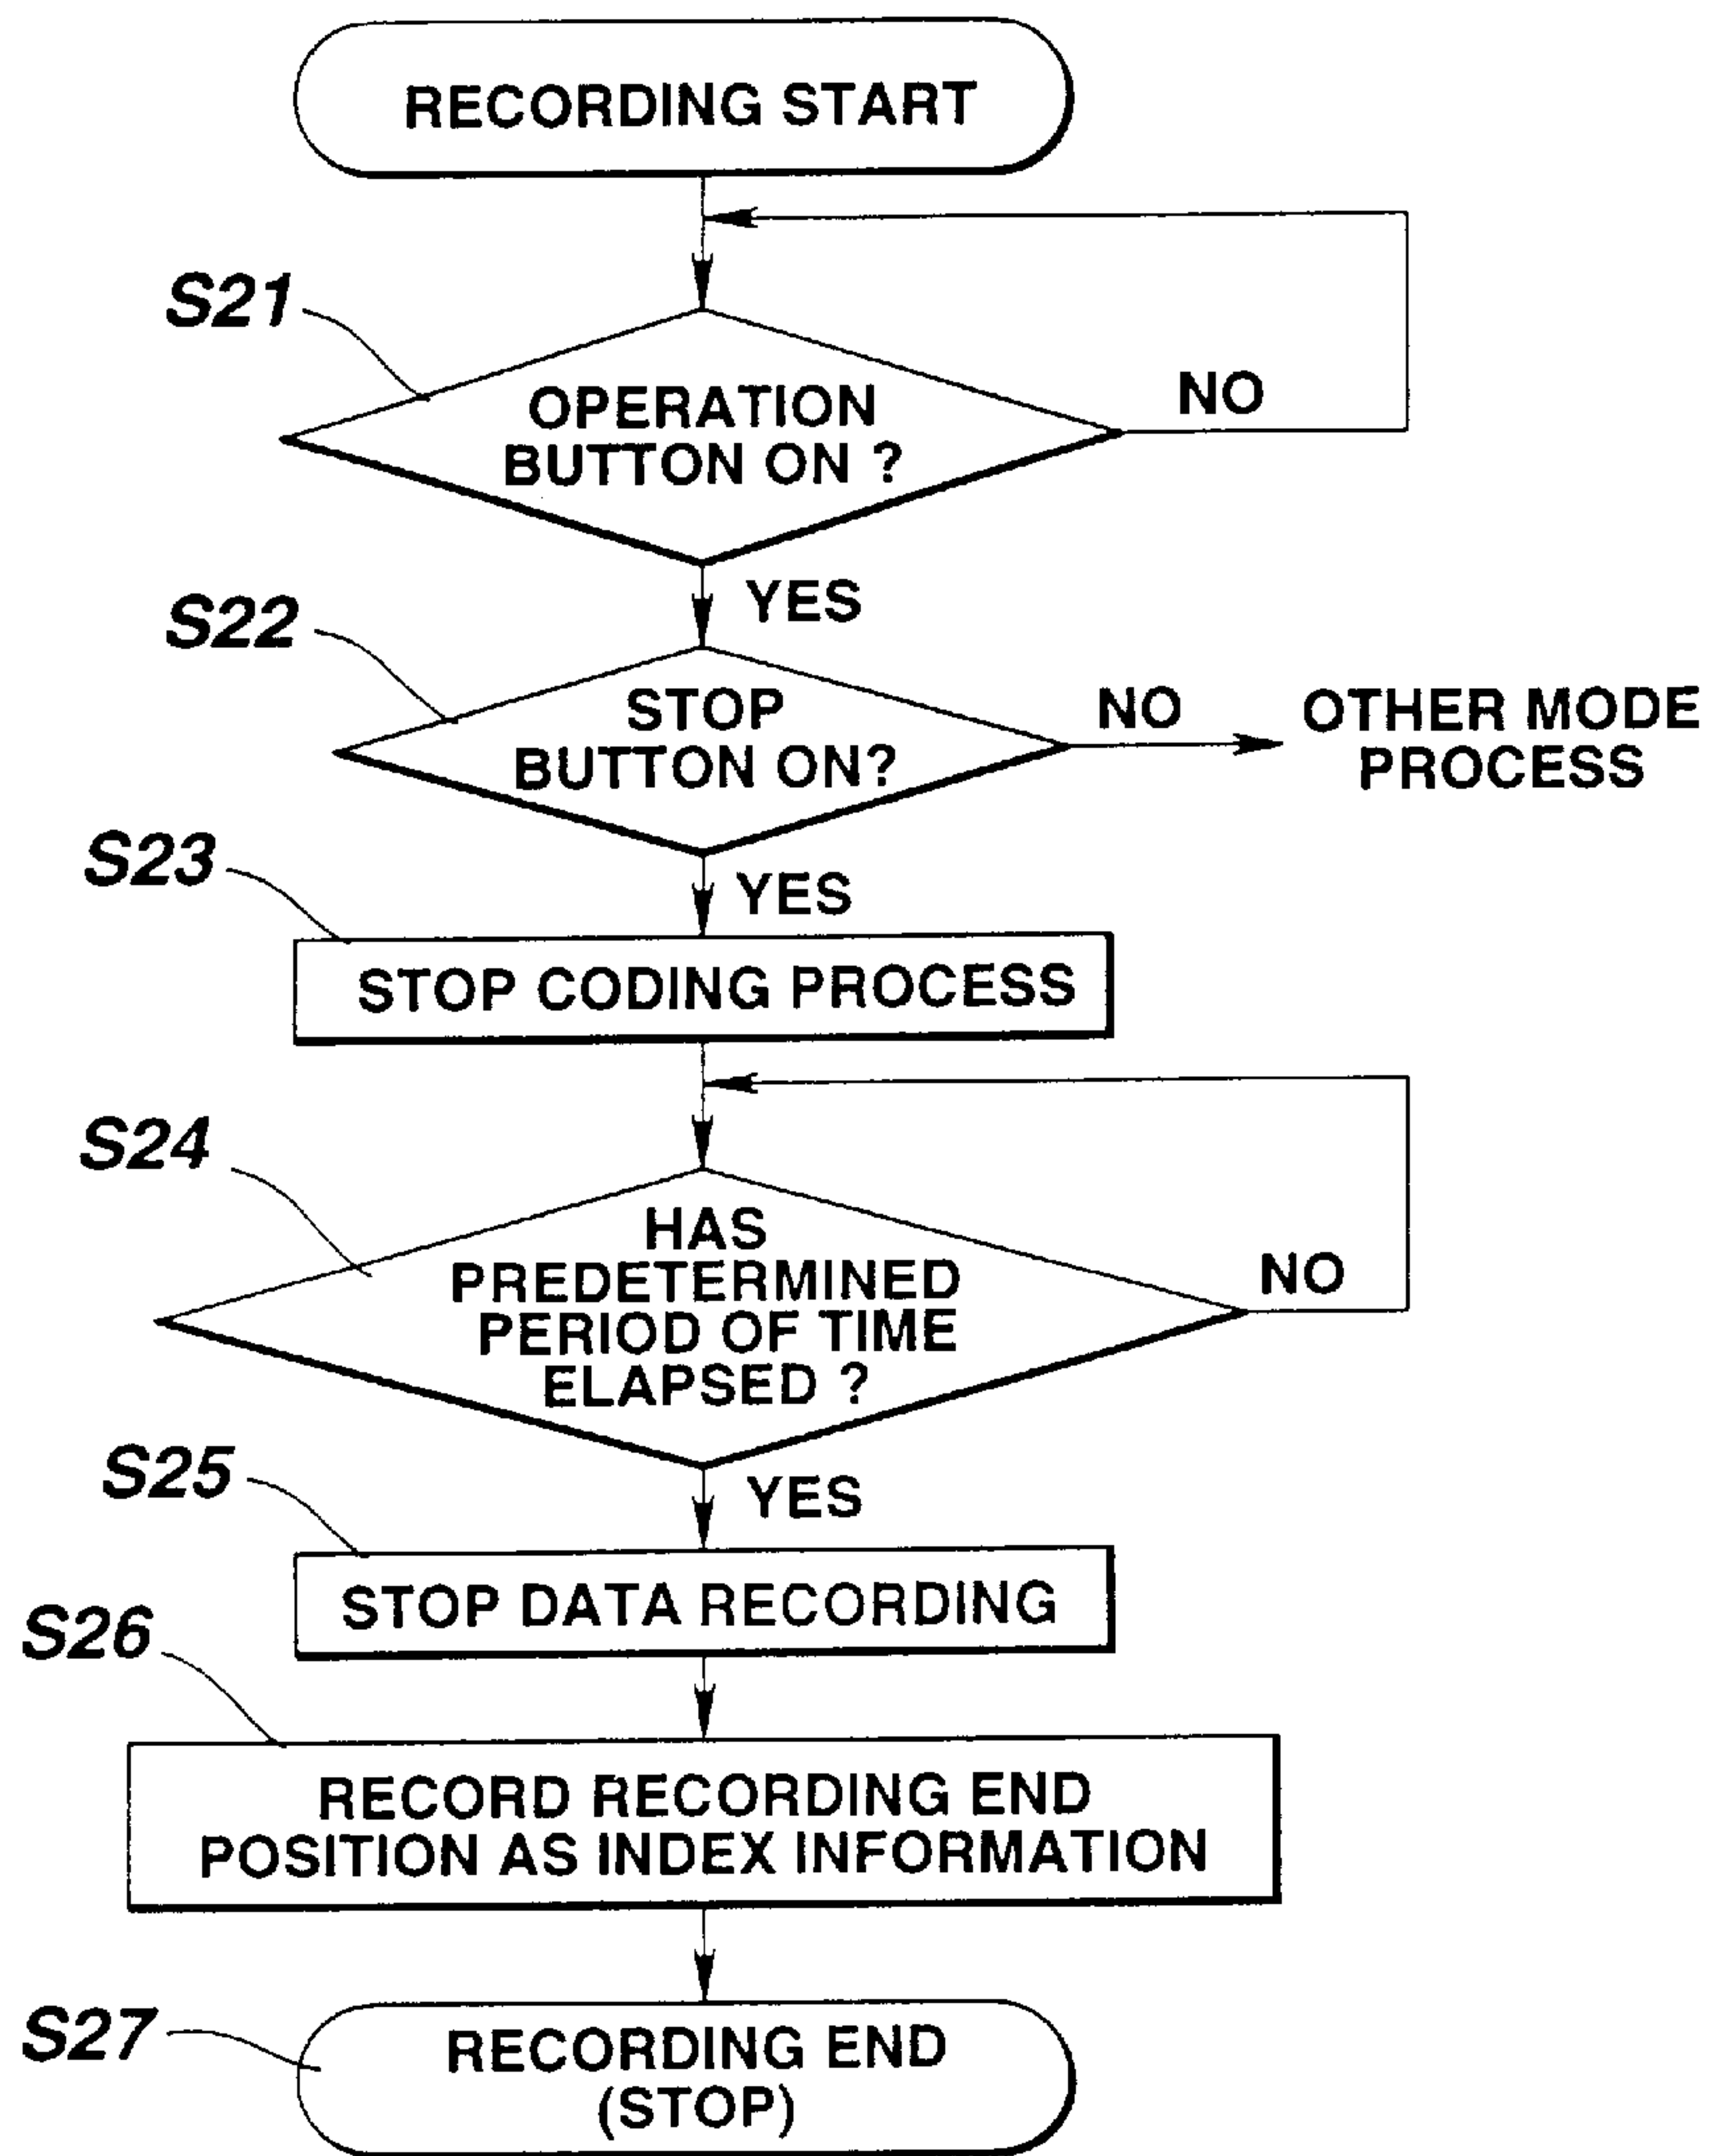 RECORDING START
S21
OPERATION
BUTTON ON ?
NO
YES
S22
STOP
BUTTON ON?
NO
OTHER MODE
PROCESS
YES
S23
STOP CODING PROCESS
S24
HAS
PREDETERMINED
PERIOD OF TIME
ELAPSED ?
NO
YES
S25
STOP DATA RECORDING
S26
RECORD RECORDING END
POSITION AS INDEX INFORMATION
S27
RECORDING END
(STOP)